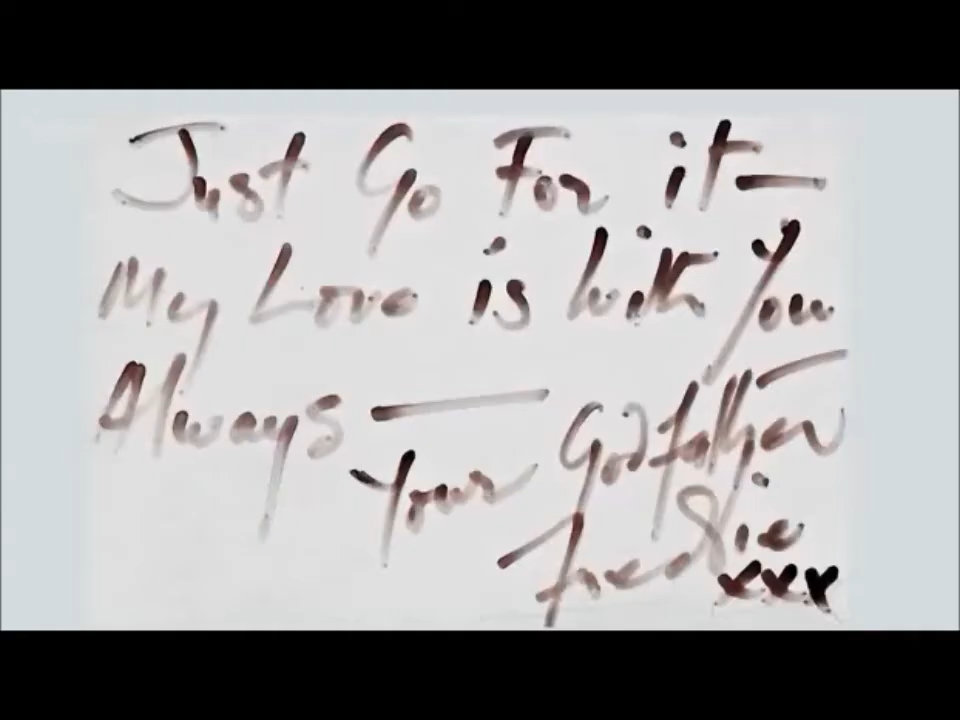 Just Go For it —
My Love is with You
Always —
Your Godfather
Freddie
xxx